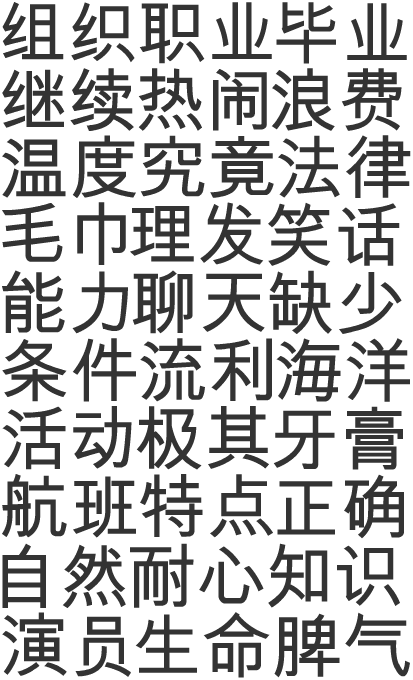 组织职业毕业
继续热闹浪费
温度究竟法律
毛巾理发笑话
能力聊天缺少
条件流利海洋
活动极其牙膏
航班特点正确
自然耐心知识
演员生命脾气